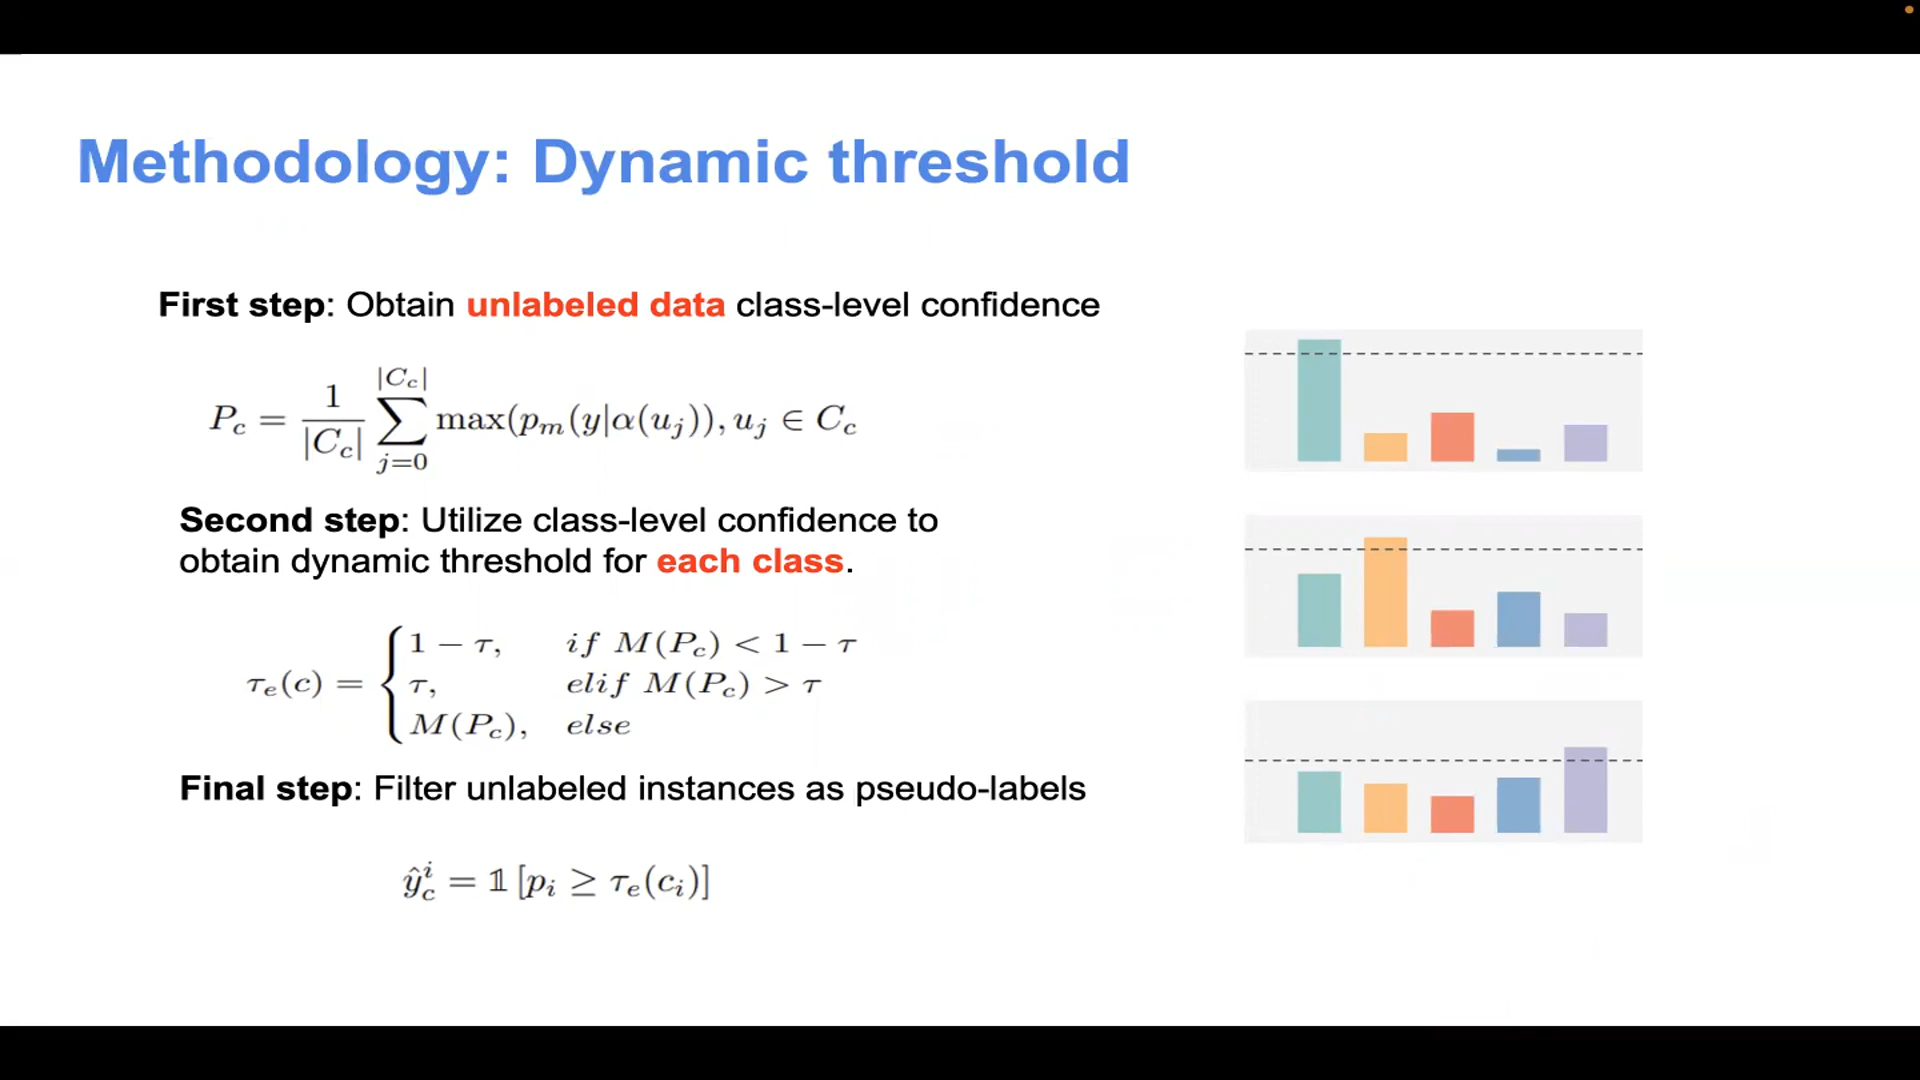 Methodology: Dynamic threshold
First step: Obtain unlabeled data class-level confidence
P_c = \frac{1}{|C_c|} \sum_{j=0}^{|C_c|} max(p_m(y|α(u_j)), u_j ∈ C_c
Second step: Utilize class-level confidence to
obtain dynamic threshold for each class.
τ_e(c) = { 1 − τ, if M(P_c) < 1 − τ
τ, elif M(P_c) > τ
M(P_c), else
Final step: Filter unlabeled instances as pseudo-labels
ŷ_c^i = 𝟙 [p_i ≥ τ_e(c_i)]